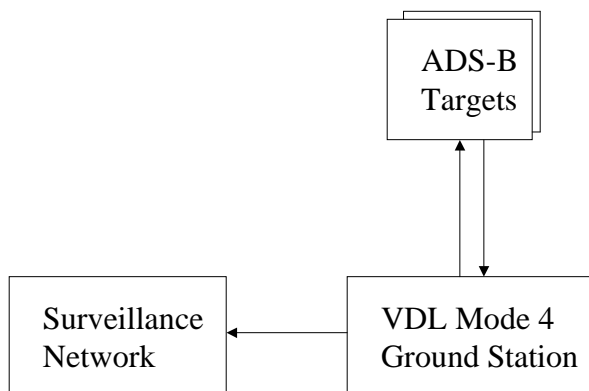 ADS-B
Targets
Surveillance
Network
VDL Mode 4
Ground Station